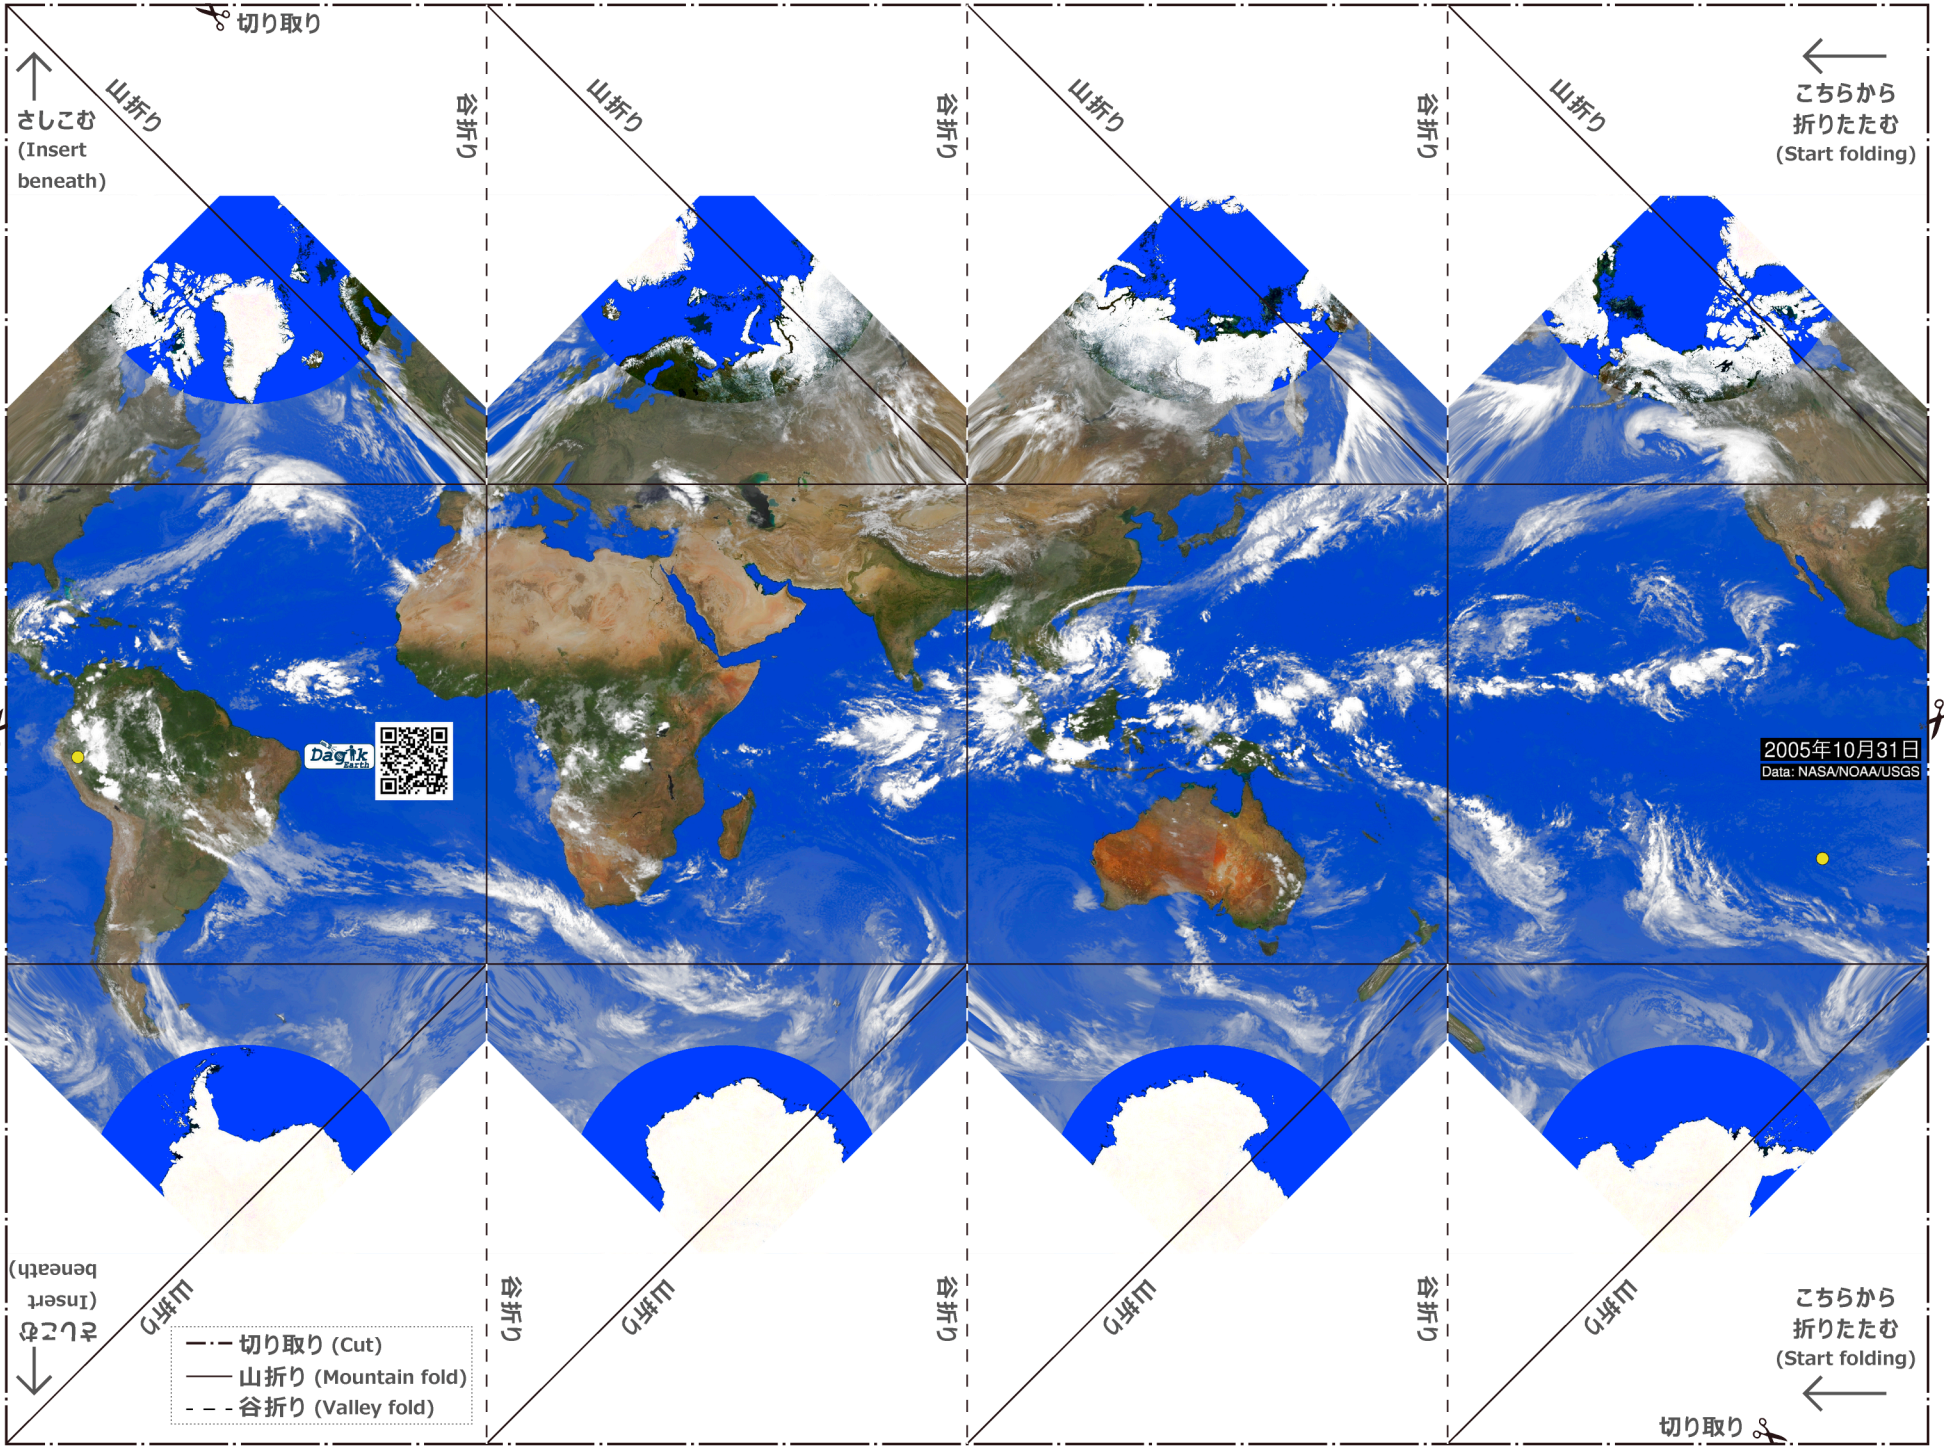 切り取り
山折り
谷折り
山折り
谷折り
山折り
谷折り
山折り
さしこむ
(Insert
beneath)
こちらから
折りたたむ
(Start folding)
Dagik
Earth
2005年10月31日
Data: NASA/NOAA/USGS
さしこむ
(Insert
beneath)
山折り
谷折り
山折り
谷折り
山折り
谷折り
山折り
こちらから
折りたたむ
(Start folding)
切り取り (Cut)
山折り (Mountain fold)
谷折り (Valley fold)
切り取り